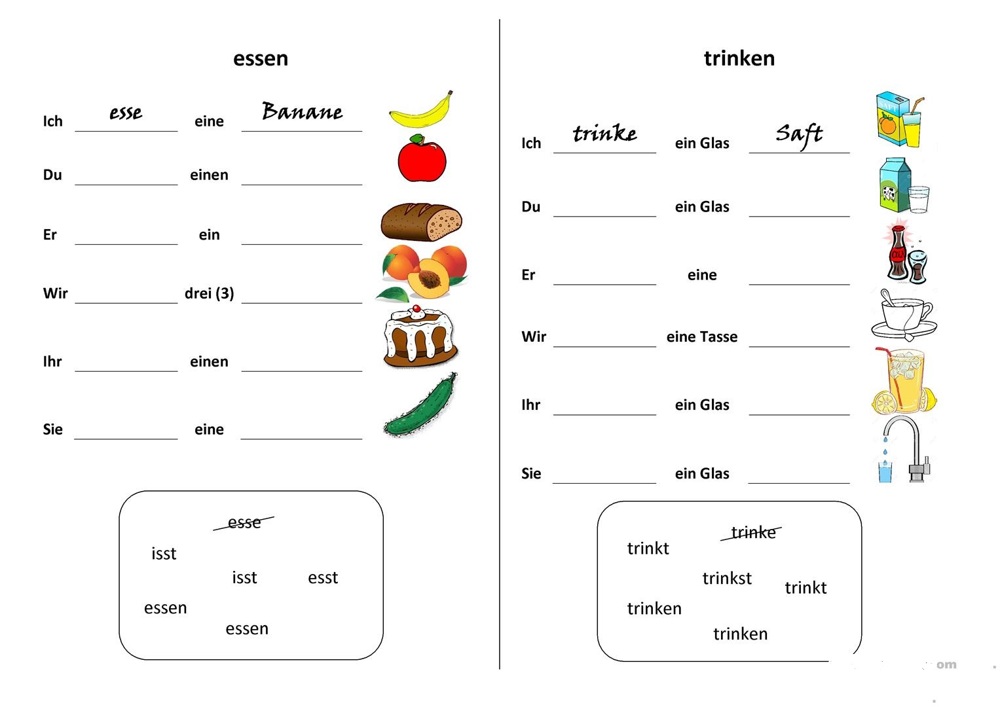 essen
Ich esse eine Banane
Du einen
Er ein
Wir drei (3)
Ihr einen
Sie eine
esse
isst
isst esst
essen
essen
trinken
SAFT
Ich trinke ein Glas Saft
Du ein Glas
Er eine
Wir eine Tasse
Ihr ein Glas
Sie ein Glas
trinke
trinkt
trinkst
trinkt
trinken
trinken
om